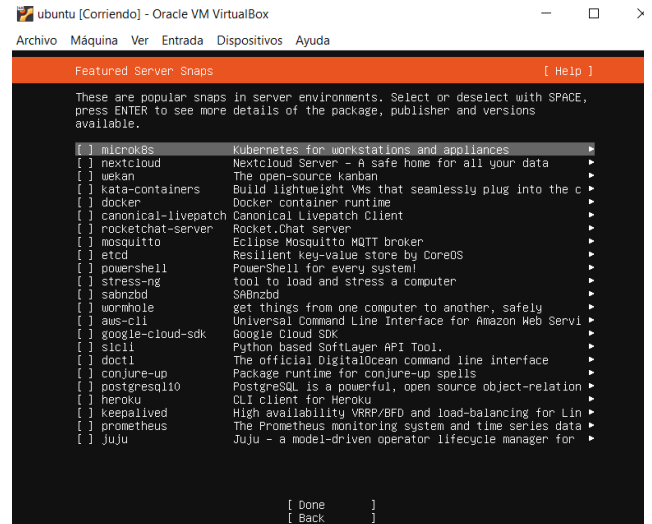 ubuntu [Corriendo] - Oracle VM VirtualBox
Archivo Máquina Ver Entrada Dispositivos Ayuda
Featured Server Snaps [ Help ]
These are popular snaps in server environments. Select or deselect with SPACE,
press ENTER to see more details of the package, publisher and versions
available.
[ ] microk8s Kubernetes for workstations and appliances ▸
[ ] nextcloud Nextcloud Server – A safe home for all your data ▸
[ ] wekan The open-source kanban ▸
[ ] kata-containers Build lightweight VMs that seamlessly plug into the c ▸
[ ] docker Docker container runtime ▸
[ ] canonical-livepatch Canonical Livepatch Client ▸
[ ] rocketchat-server Rocket.Chat server ▸
[ ] mosquitto Eclipse Mosquitto MQTT broker ▸
[ ] etcd Resilient key-value store by CoreOS ▸
[ ] powershell PowerShell for every system! ▸
[ ] stress-ng tool to load and stress a computer ▸
[ ] sabnzbd SABnzbd ▸
[ ] wormhole get things from one computer to another, safely ▸
[ ] aws-cli Universal Command Line Interface for Amazon Web Servi ▸
[ ] google-cloud-sdk Google Cloud SDK ▸
[ ] slcli Python based SoftLayer API Tool. ▸
[ ] doctl The official DigitalOcean command line interface ▸
[ ] conjure-up Package runtime for conjure-up spells ▸
[ ] postgresql10 PostgreSQL is a powerful, open source object-relation ▸
[ ] heroku CLI client for Heroku ▸
[ ] keepalived High availability VRRP/BFD and load-balancing for Lin ▸
[ ] prometheus The Prometheus monitoring system and time series data ▸
[ ] juju Juju – a model-driven operator lifecycle manager for ▸
[ Done ]
[ Back ]